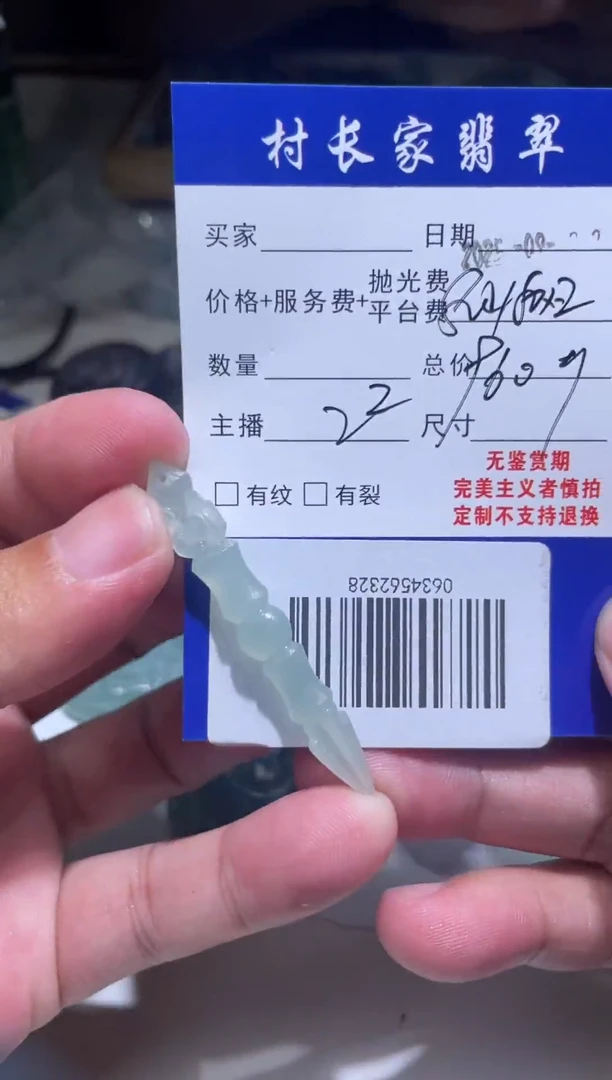 村长家翡翠
买家 日期
价格+服务费+抛光费
平台费
数量 总价
主播 22 尺寸
无鉴赏期
□有纹 □有裂 完美主义者慎拍
定制不支持退换
0634562328